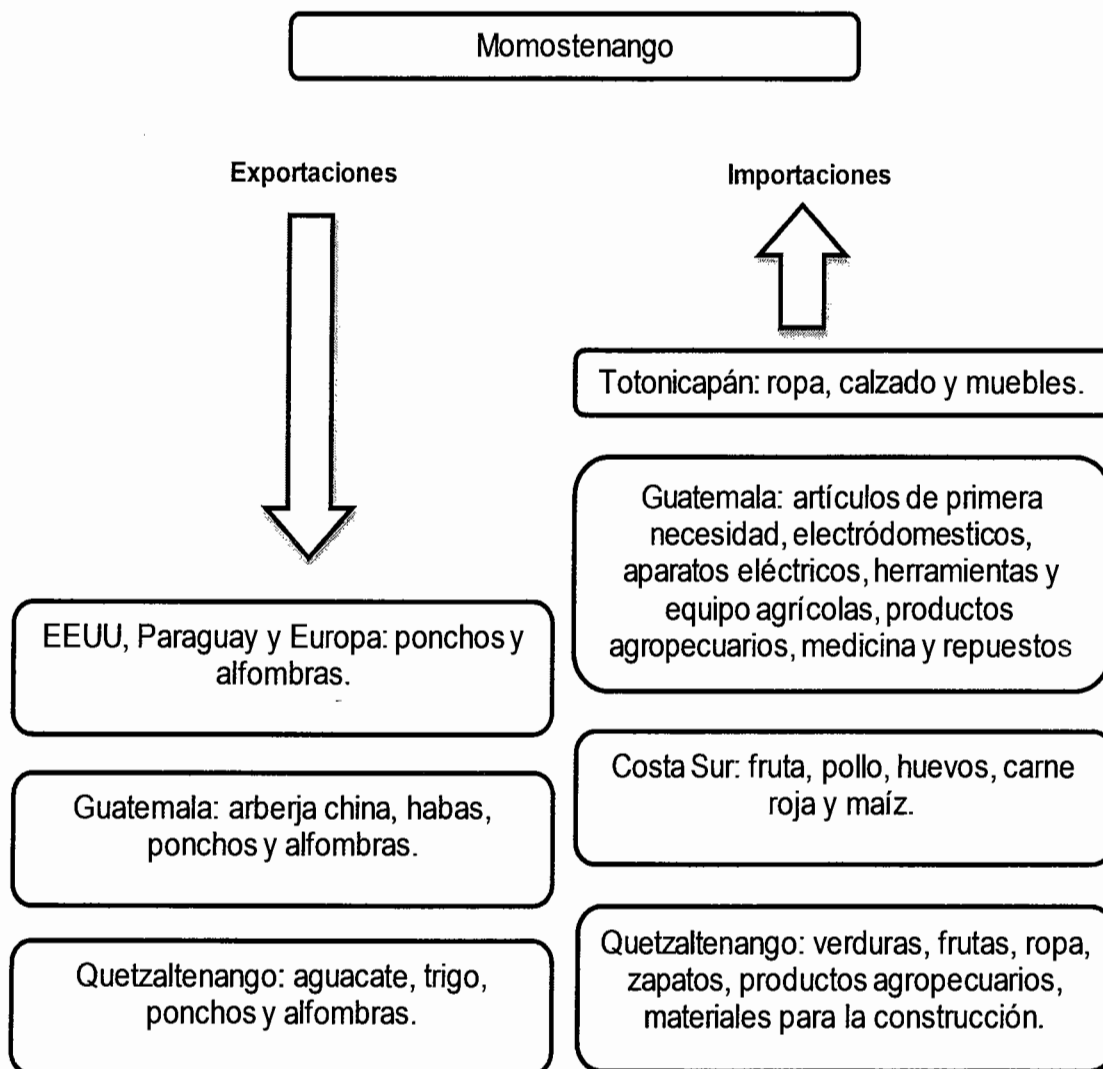 Momostenango
Exportaciones
Importaciones
EEUU, Paraguay y Europa: ponchos y
alfombras.
Guatemala: arberja china, habas,
ponchos y alfombras.
Quetzaltenango: aguacate, trigo,
ponchos y alfombras.
Totonicapán: ropa, calzado y muebles.
Guatemala: artículos de primera
necesidad, electródomesticos,
aparatos eléctricos, herramientas y
equipo agrícolas, productos
agropecuarios, medicina y repuestos
Costa Sur: fruta, pollo, huevos, carne
roja y maíz.
Quetzaltenango: verduras, frutas, ropa,
zapatos, productos agropecuarios,
materiales para la construcción.